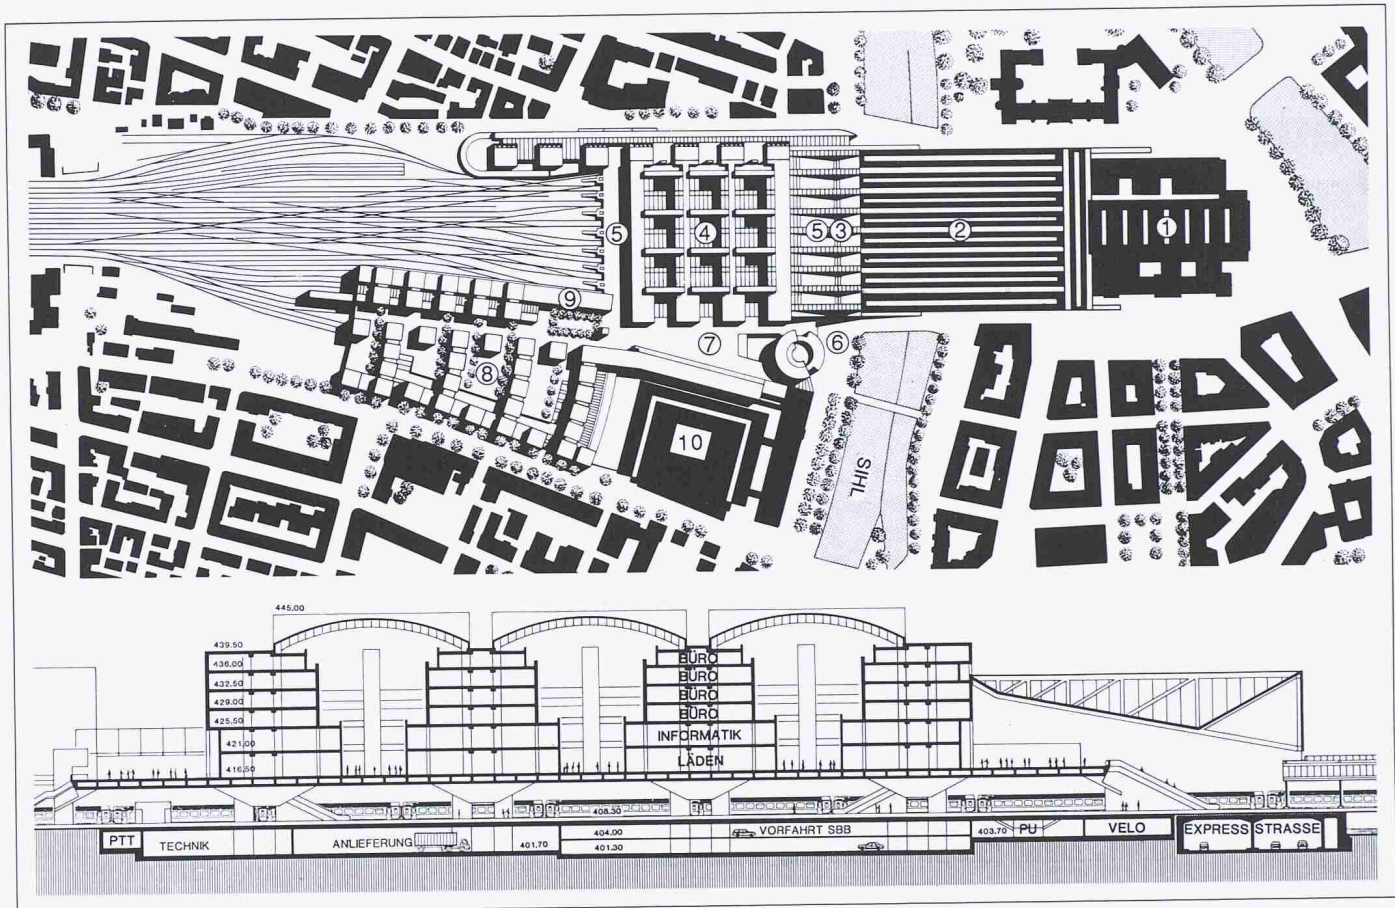 5
4
5
3
2
1
9
7
6
8
10
SIHL
445.00
439.50
436.00
432.50
429.00
425.50
421.00
416.50
BÜRO
BÜRO
BÜRO
BÜRO
INFORMATIK
LÄDEN
408.30
PTT
TECHNIK
ANLIEFERUNG
401.70
404.00
401.30
VORFAHRT SBB
403.70
PU
VELO
EXPRESS STRASSE